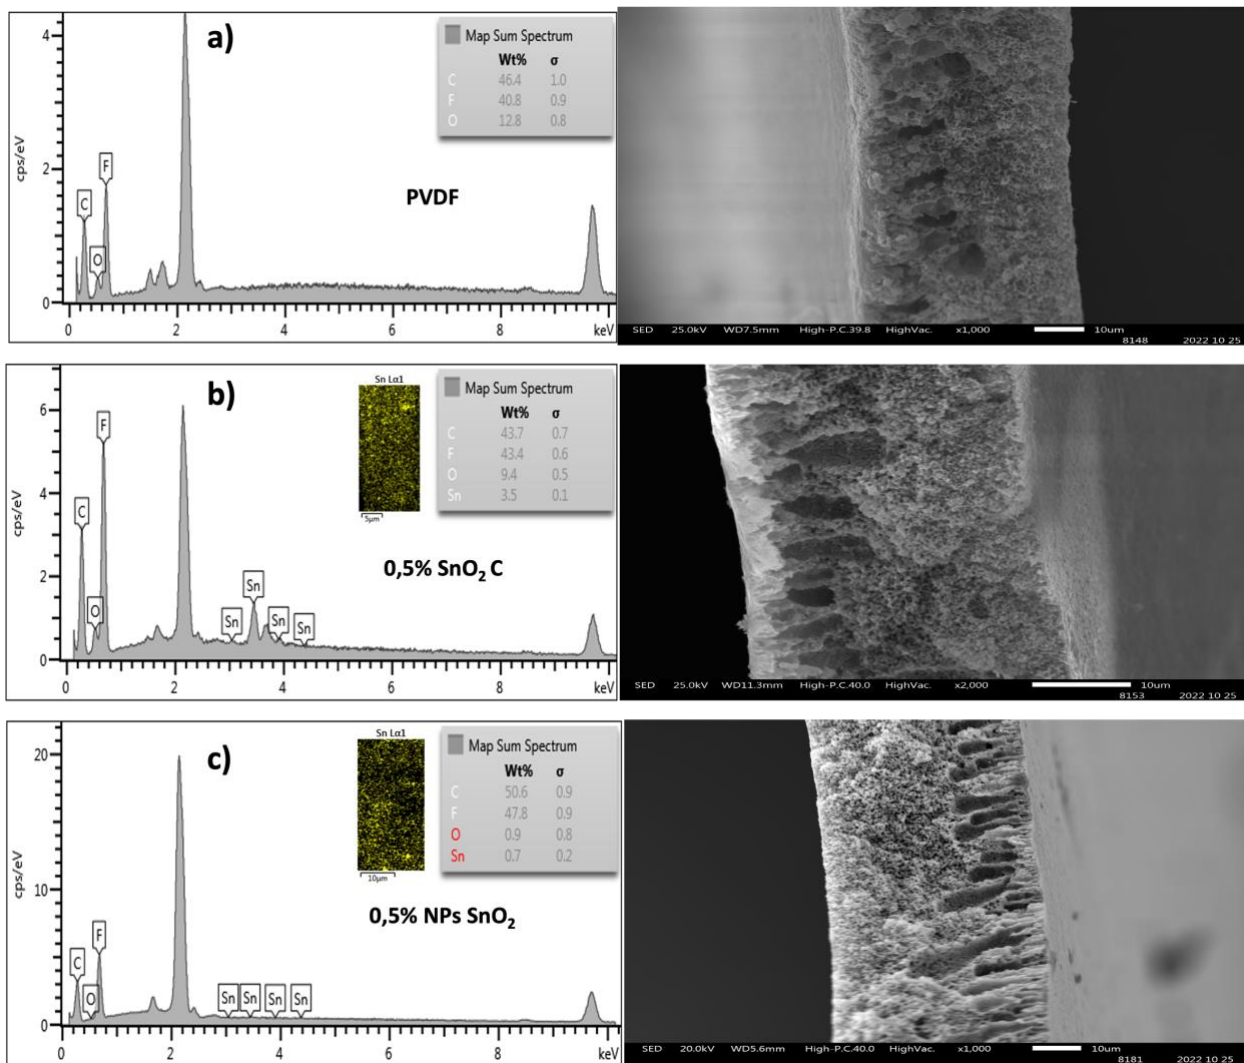 a)
Map Sum Spectrum
Wt% σ
C 46.4 1.0
F 40.8 0.9
O 12.8 0.8
PVDF
C
O
F
cps/eV
4
2
0
0 2 4 6 8 keV
SED 25.0kV WD7.5mm High-P.C.39.8 HighVac. x1,000 10um
8148 2022 10 25
b)
Sn Lα1
5μm
Map Sum Spectrum
Wt% σ
C 43.7 0.7
F 43.4 0.6
O 9.4 0.5
Sn 3.5 0.1
0,5% SnO₂ C
C
O
F
Sn
Sn
Sn
Sn
cps/eV
6
4
2
0
0 2 4 6 8 keV
SED 25.0kV WD11.3mm High-P.C.40.0 HighVac. x2,000 10um
8153 2022 10 25
c)
Sn Lα1
10μm
Map Sum Spectrum
Wt% σ
C 50.6 0.9
F 47.8 0.9
O 0.9 0.8
Sn 0.7 0.2
0,5% NPs SnO₂
C
O
F
Sn Sn Sn Sn
cps/eV
20
10
0
0 2 4 6 8 keV
SED 20.0kV WD5.6mm High-P.C.40.0 HighVac. x1,000 10um
8181 2022 10 25